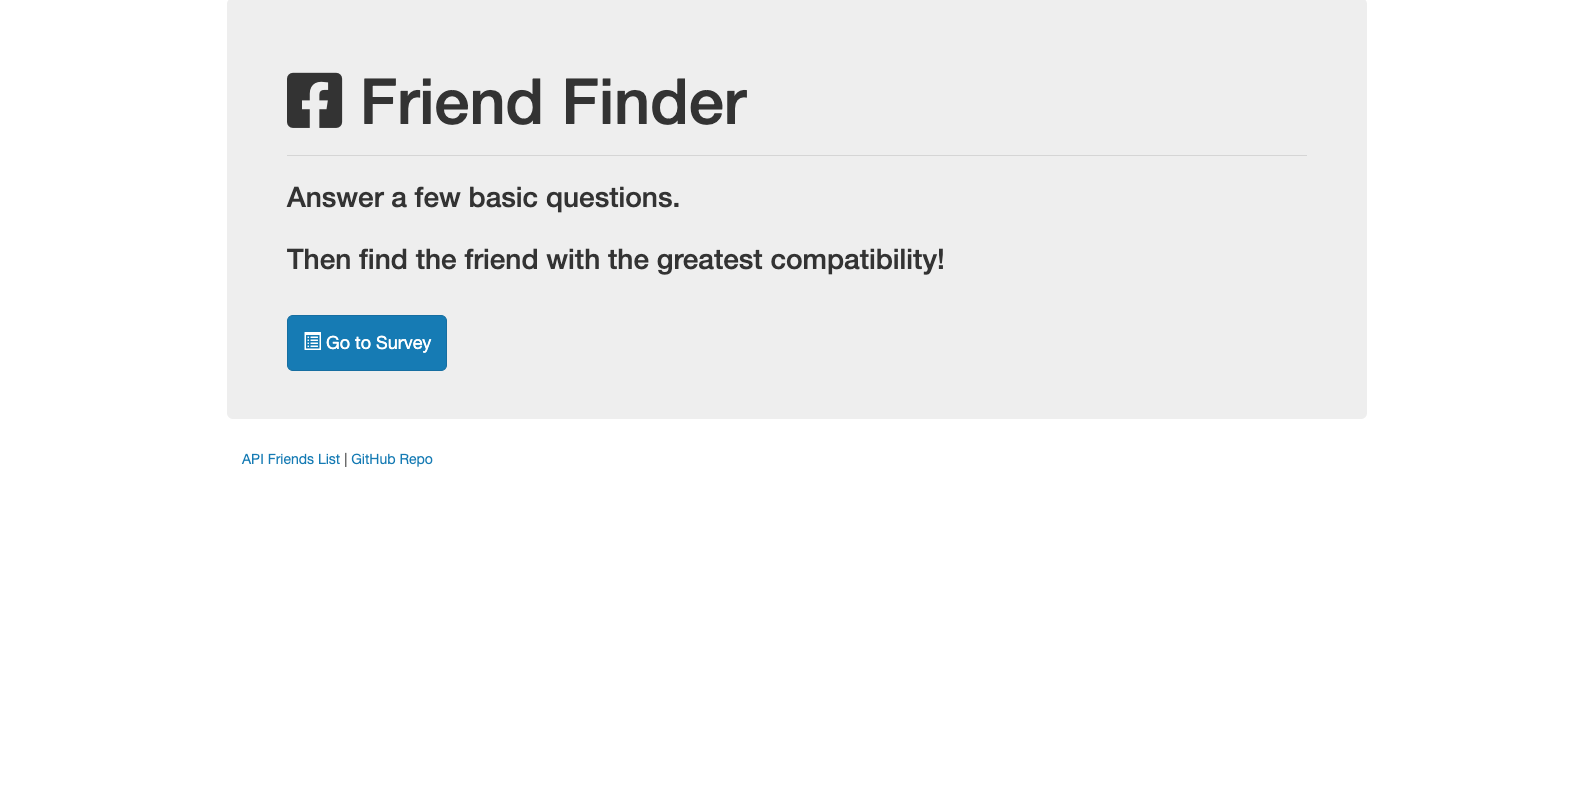 Friend Finder
Answer a few basic questions.
Then find the friend with the greatest compatibility!
Go to Survey
API Friends List | GitHub Repo